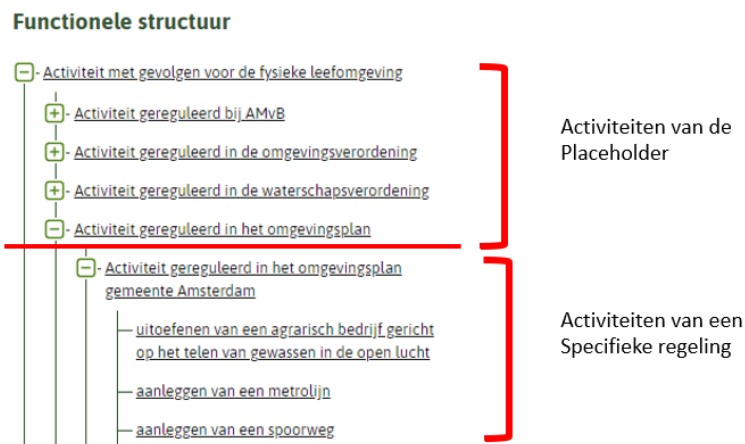 Functionele structuur
Activiteit met gevolgen voor de fysieke leefomgeving
Activiteit gereguleerd bij AMvB
Activiteit gereguleerd in de omgevingsverordening
Activiteit gereguleerd in de waterschapsverordening
Activiteit gereguleerd in het omgevingsplan
Activiteiten van de
Placeholder
Activiteit gereguleerd in het omgevingsplan
gemeente Amsterdam
uitoefenen van een agrarisch bedrijf gericht
op het telen van gewassen in de open lucht
aanleggen van een metrolijn
aanleggen van een spoorweg
Activiteiten van een
Specifieke regeling